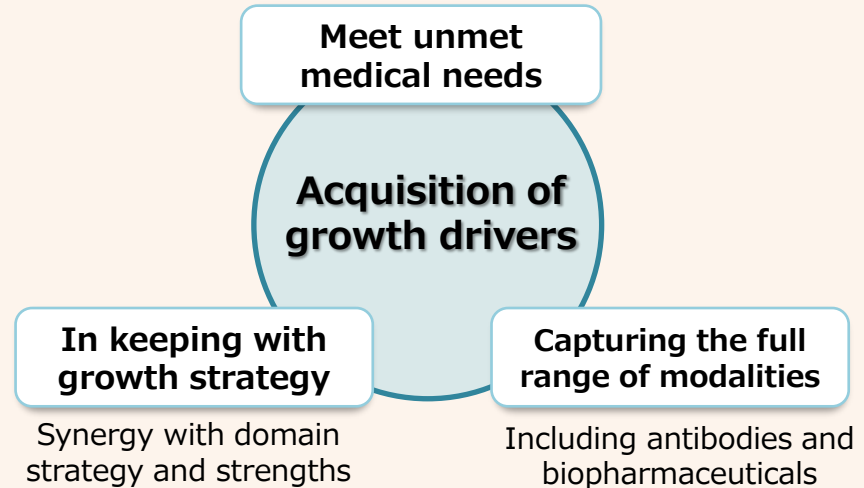 Meet unmet
medical needs
Acquisition of
growth drivers
In keeping with
growth strategy
Synergy with domain
strategy and strengths
Capturing the full
range of modalities
Including antibodies and
biopharmaceuticals